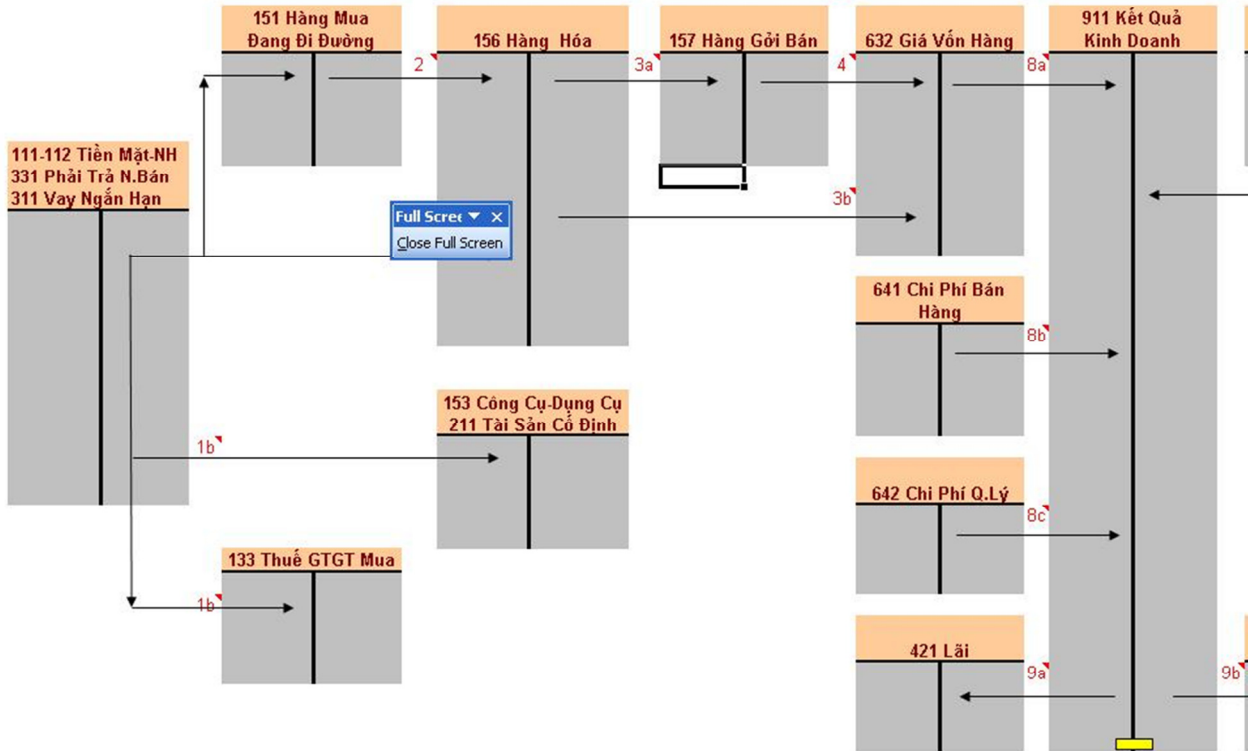 151 Hàng Mua
Đang Đi Đường
156 Hàng Hóa
157 Hàng Gởi Bán
632 Giá Vốn Hàng
911 Kết Quả
Kinh Doanh
2
3a
4
8a
111-112 Tiền Mặt-NH
331 Phải Trả N.Bán
311 Vay Ngắn Hạn
3b
Full Scree
Close Full Screen
641 Chi Phí Bán
Hàng
8b
153 Công Cụ-Dụng Cụ
211 Tài Sản Cố Định
1b
642 Chi Phí Q.Lý
8c
133 Thuế GTGT Mua
1b
421 Lãi
9a
9b